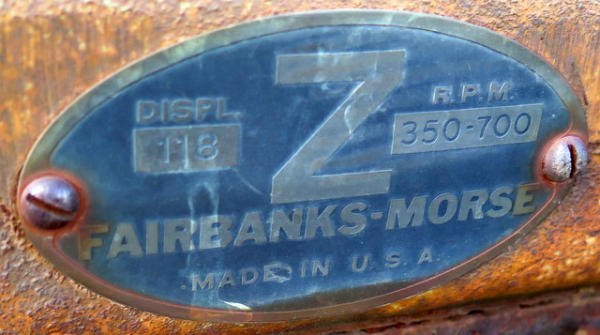 Z
DISPL.
118
R.P.M.
350-700
FAIRBANKS-MORSE
MADE IN U.S.A.